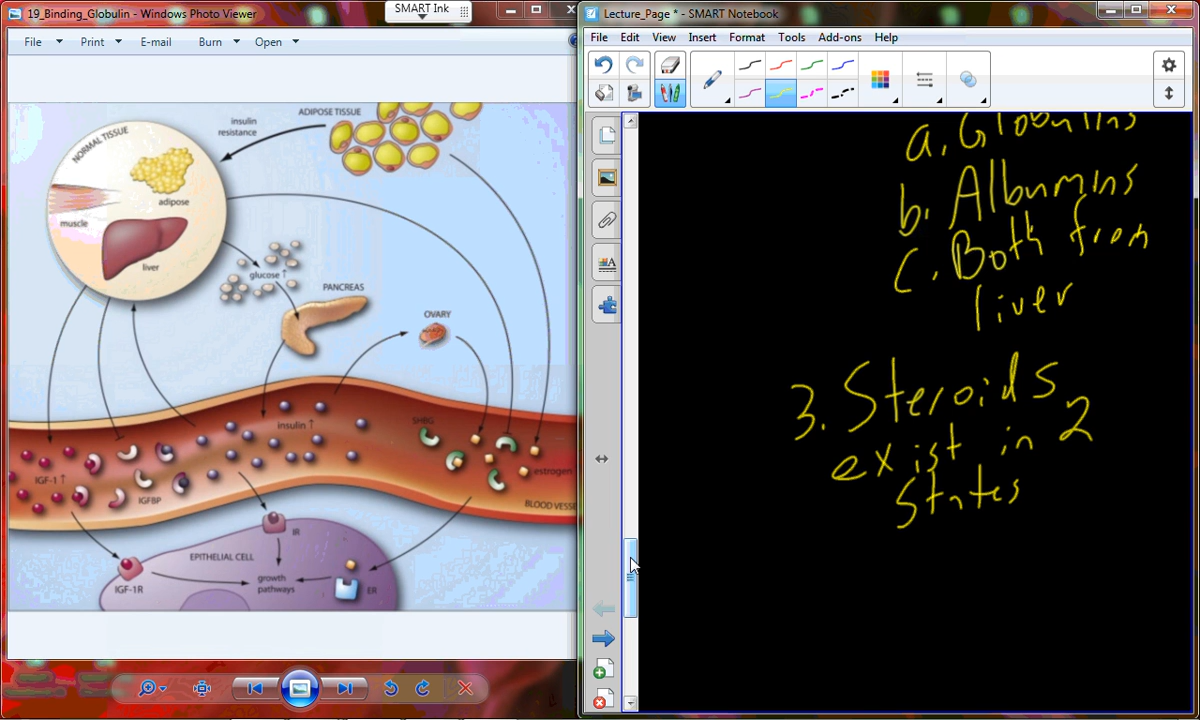 19_Binding_Globulin - Windows Photo Viewer
SMART Ink
File Print E-mail Burn Open
ADIPOSE TISSUE
insulin
resistance
NORMAL TISSUE
adipose
muscle
liver
glucose ↑
PANCREAS
OVARY
insulin ↑
SHBG
IGF-1 ↑
IGFBP
estrogen
BLOOD VESSE
IR
EPITHELIAL CELL
growth
pathways
IGF-1R
ER
Lecture_Page * - SMART Notebook
File Edit View Insert Format Tools Add-ons Help
a. Globulins
b. Albumins
c. Both from
liver
3. Steroids
exist in 2
states